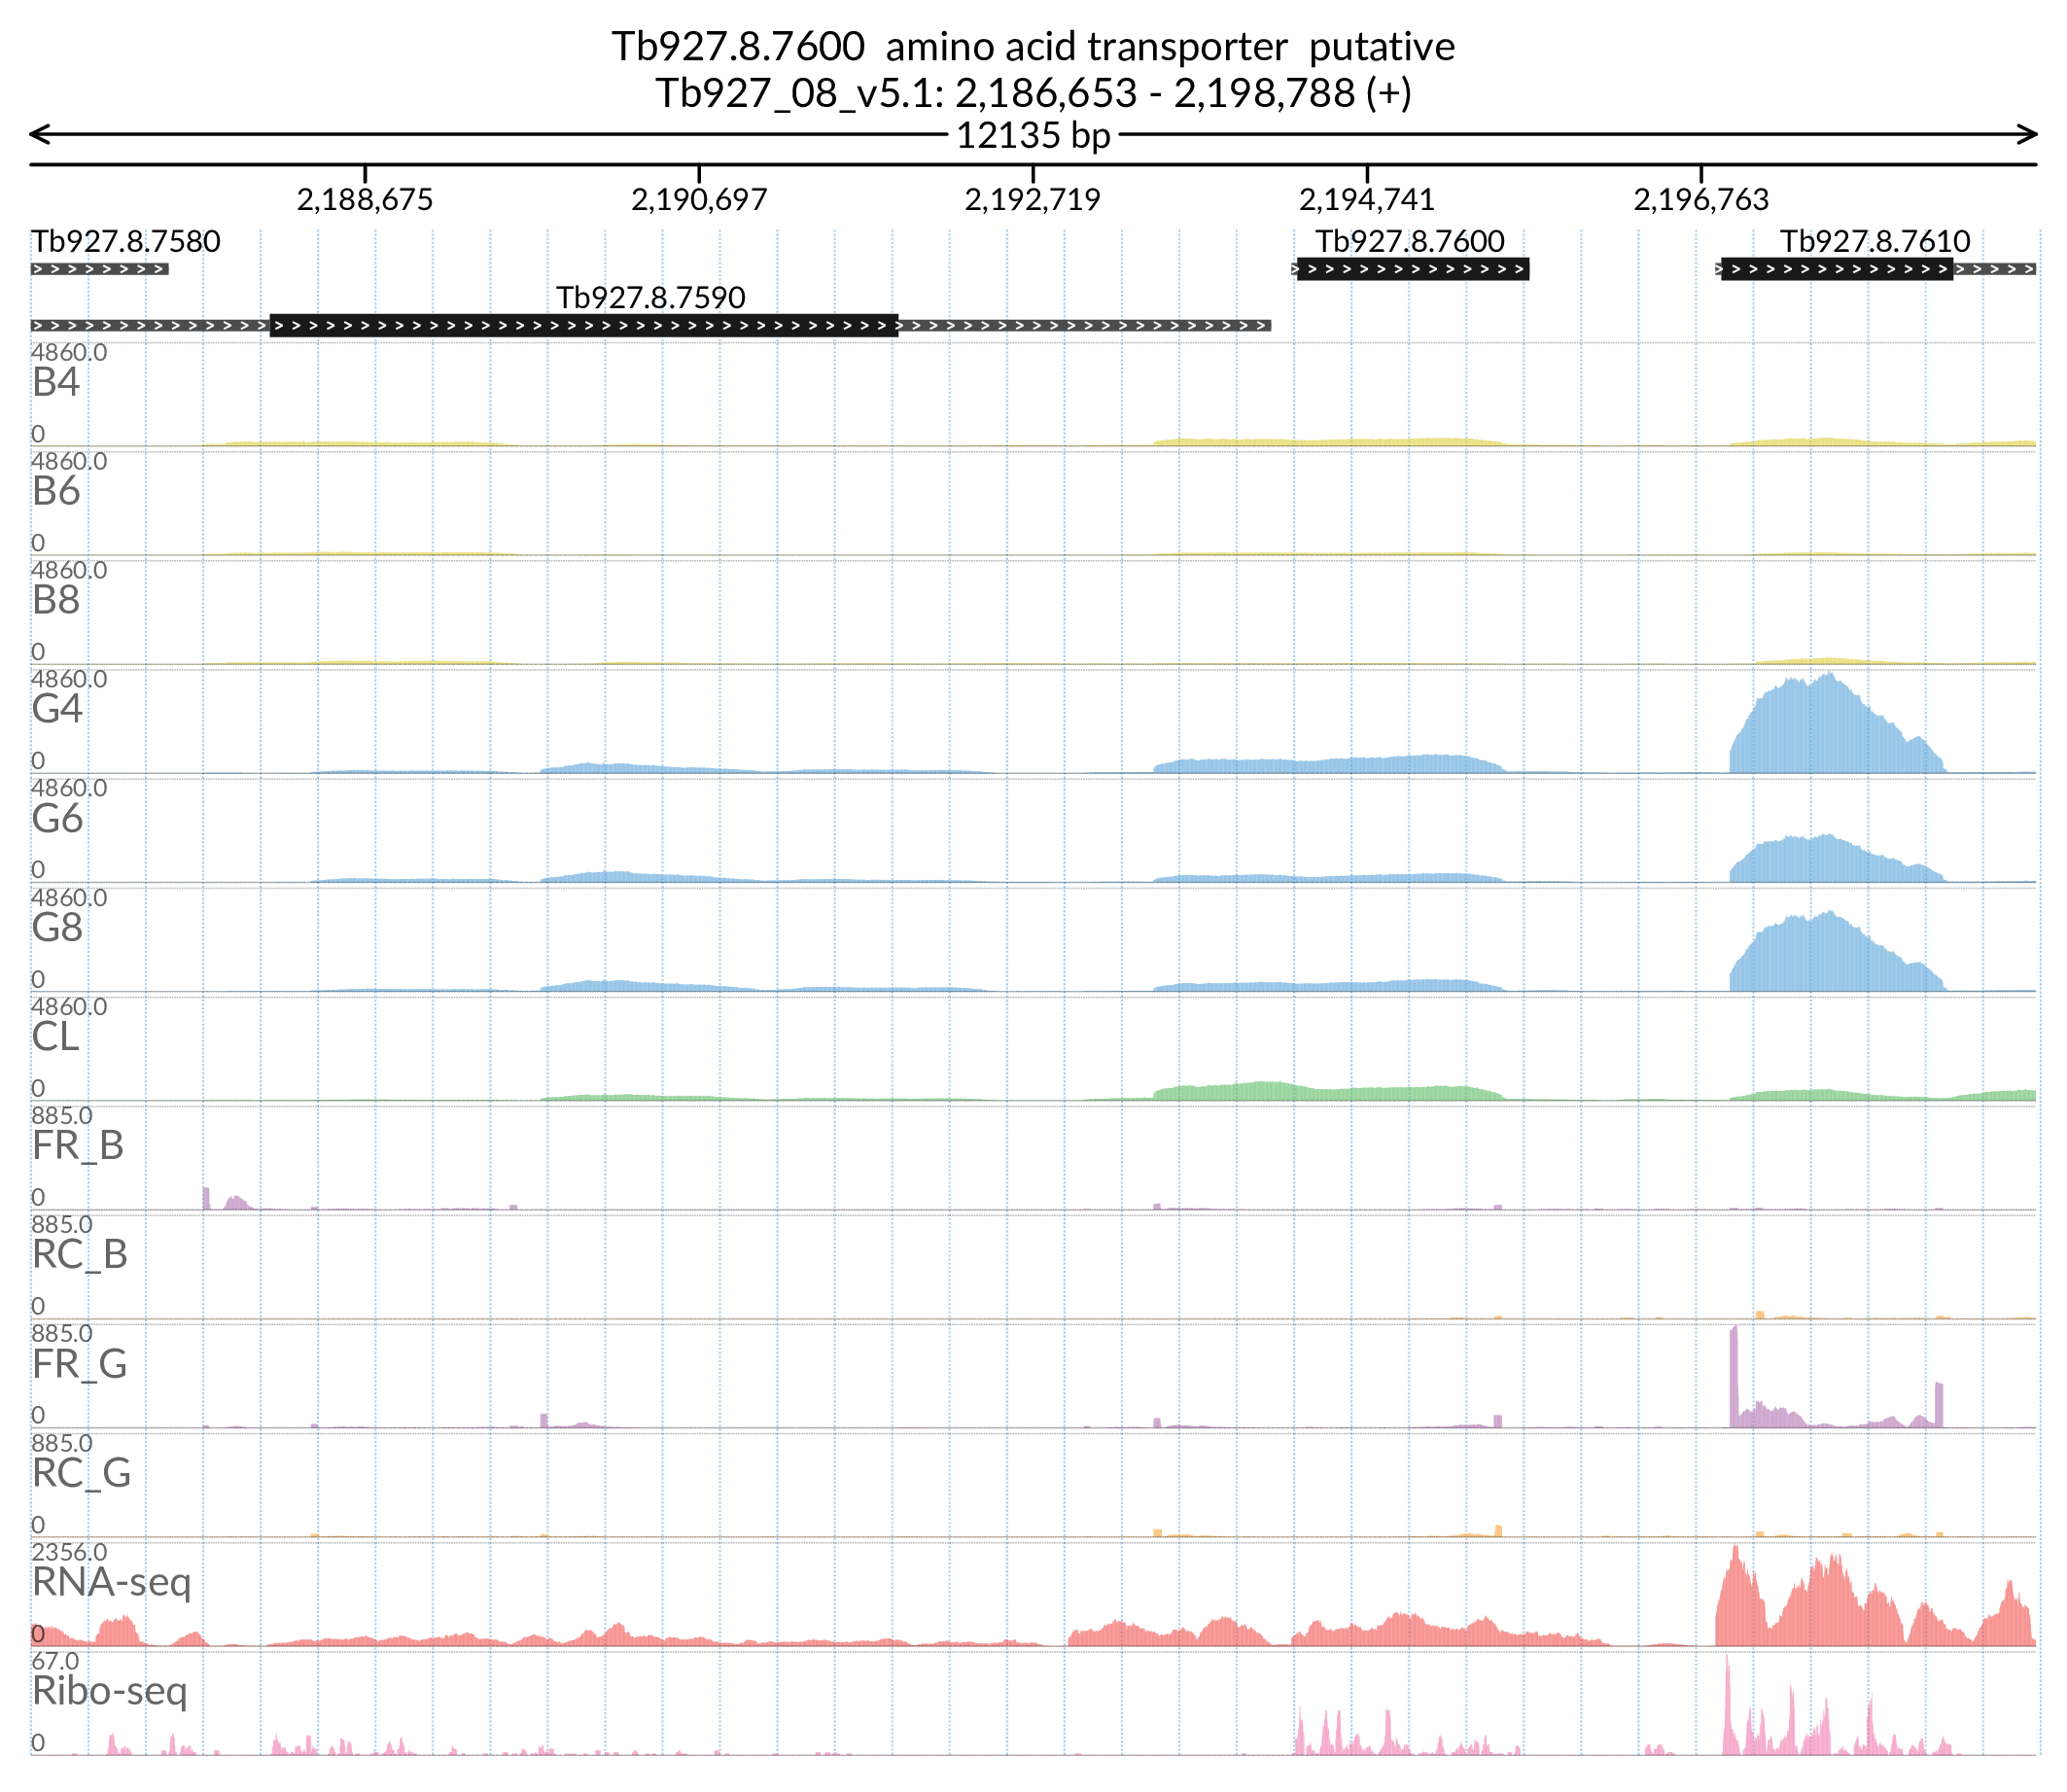 Tb927.8.7600 amino acid transporter putative
Tb927_08_v5.1: 2,186,653 - 2,198,788 (+)
12135 bp
2,188,675 2,190,697 2,192,719 2,194,741 2,196,763
Tb927.8.7580 Tb927.8.7600 Tb927.8.7610
Tb927.8.7590
4860.0
B4
0
4860.0
B6
0
4860.0
B8
0
4860.0
G4
0
4860.0
G6
0
4860.0
G8
0
4860.0
CL
0
885.0
FR_B
0
885.0
RC_B
0
885.0
FR_G
0
885.0
RC_G
0
2356.0
RNA-seq
0
67.0
Ribo-seq
0